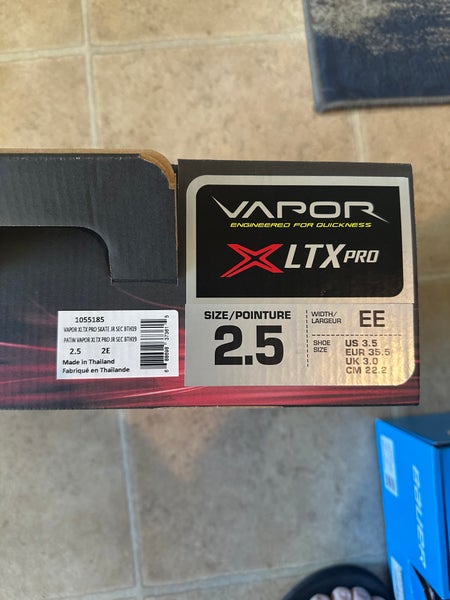 VAPOR
ENGINEERED FOR QUICKNESS
X LTX PRO
SIZE/POINTURE
2.5
WIDTH/
LARGEUR
EE
SHOE
SIZE
US 3.5
EUR 35.5
UK 3.0
CM 22.2
1055185
VAPOR XLTX PRO SKATE JR SEC BTH19
PATIN VAPOR XLTX PRO JR SEC BTH19
2.5 2E
Made in Thailand
Fabriqué en Thaïlande
BAUER